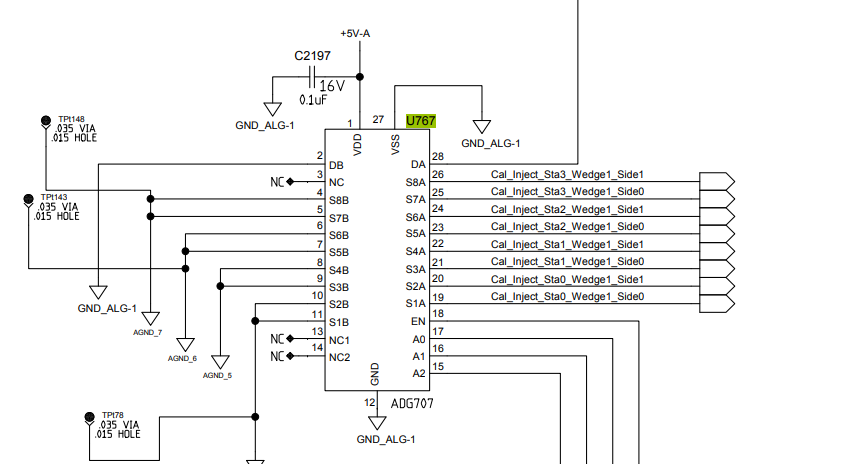 +5V-A
C2197
16V
0.1uF
GND_ALG-1
1
27
U767
VDD
VSS
GND_ALG-1
TPt148
.035 VIA
.015 HOLE
2
DB
DA
28
NC
3
NC
S8A
26
Cal_Inject_Sta3_Wedge1_Side1
TPt143
.035 VIA
.015 HOLE
4
S8B
S7A
25
Cal_Inject_Sta3_Wedge1_Side0
5
S7B
S6A
24
Cal_Inject_Sta2_Wedge1_Side1
6
S6B
S5A
23
Cal_Inject_Sta2_Wedge1_Side0
7
S5B
S4A
22
Cal_Inject_Sta1_Wedge1_Side1
8
S4B
S3A
21
Cal_Inject_Sta1_Wedge1_Side0
9
S3B
S2A
20
Cal_Inject_Sta0_Wedge1_Side1
10
S2B
S1A
19
Cal_Inject_Sta0_Wedge1_Side0
GND_ALG-1
11
S1B
EN
18
AGND_7
NC
13
NC1
A0
17
AGND_6
NC
14
NC2
A1
16
AGND_5
A2
15
GND
12
ADG707
GND_ALG-1
TPt78
.035 VIA
.015 HOLE